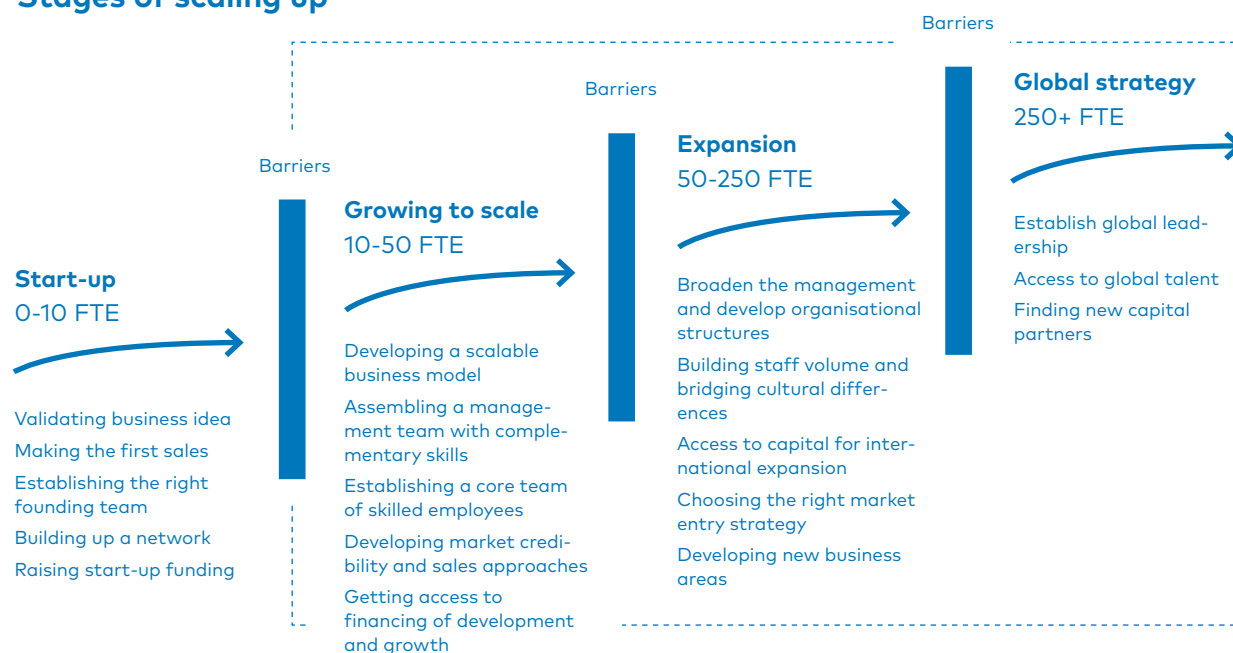 Stages of scaling up
Start-up
0-10 FTE
Validating business idea
Making the first sales
Establishing the right
founding team
Building up a network
Raising start-up funding
Barriers
Growing to scale
10-50 FTE
Developing a scalable
business model
Assembling a manage-
ment team with comple-
mentary skills
Establishing a core team
of skilled employees
Developing market credi-
bility and sales approaches
Getting access to
financing of development
and growth
Barriers
Expansion
50-250 FTE
Broaden the management
and develop organisational
structures
Building staff volume and
bridging cultural differ-
ences
Access to capital for inter-
national expansion
Choosing the right market
entry strategy
Developing new business
areas
Barriers
Global strategy
250+ FTE
Establish global lead-
ership
Access to global talent
Finding new capital
partners